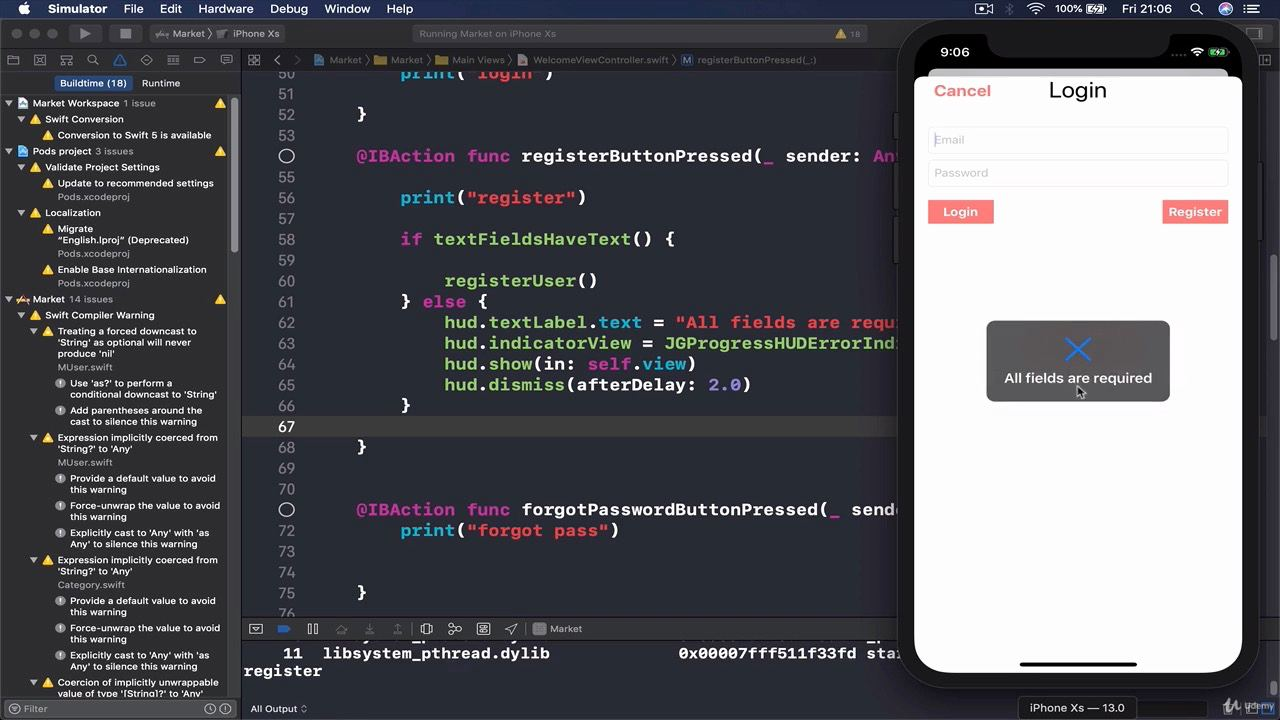 Simulator File Edit Hardware Debug Window Help
100% Fri 21:06
Market iPhone Xs
Running Market on iPhone Xs
18
Buildtime (18) Runtime
Market Workspace 1 issue
Swift Conversion
Conversion to Swift 5 is available
Pods project 3 issues
Validate Project Settings
Update to recommended settings
Pods.xcodeproj
Localization
Migrate
“English.lproj” (Deprecated)
Pods.xcodeproj
Enable Base Internationalization
Pods.xcodeproj
Market 14 issues
Swift Compiler Warning
Treating a forced downcast to
'String' as optional will never
produce 'nil'
MUser.swift
Use 'as?' to perform a
conditional downcast to 'String'
Add parentheses around the
cast to silence this warning
Expression implicitly coerced from
'String?' to 'Any'
MUser.swift
Provide a default value to avoid
this warning
Force-unwrap the value to avoid
this warning
Explicitly cast to 'Any' with 'as
Any' to silence this warning
Expression implicitly coerced from
'String?' to 'Any'
Category.swift
Provide a default value to avoid
this warning
Force-unwrap the value to avoid
this warning
Explicitly cast to 'Any' with 'as
Any' to silence this warning
Coercion of implicitly unwrappable
value of type '[String]?' to 'Any'
Filter
Market Market Main Views WelcomeViewController.swift registerButtonPressed(_:)
50 print("login")
51
52 }
53
@IBAction func registerButtonPressed(_ sender: An
55
56 print("register")
57
58 if textFieldsHaveText() {
59
60 registerUser()
61 } else {
62 hud.textLabel.text = "All fields are requ
63 hud.indicatorView = JGProgressHUDErrorInd
64 hud.show(in: self.view)
65 hud.dismiss(afterDelay: 2.0)
66 }
67
68 }
69
70
@IBAction func forgotPasswordButtonPressed(_ send
72 print("forgot pass")
73
74
75 }
76
Market
11 libsystem_pthread.dylib 0x00007fff511f33fd sta
register
All Output
9:06
Cancel Login
Email
Password
Login Register
All fields are required
iPhone Xs — 13.0
Udemy